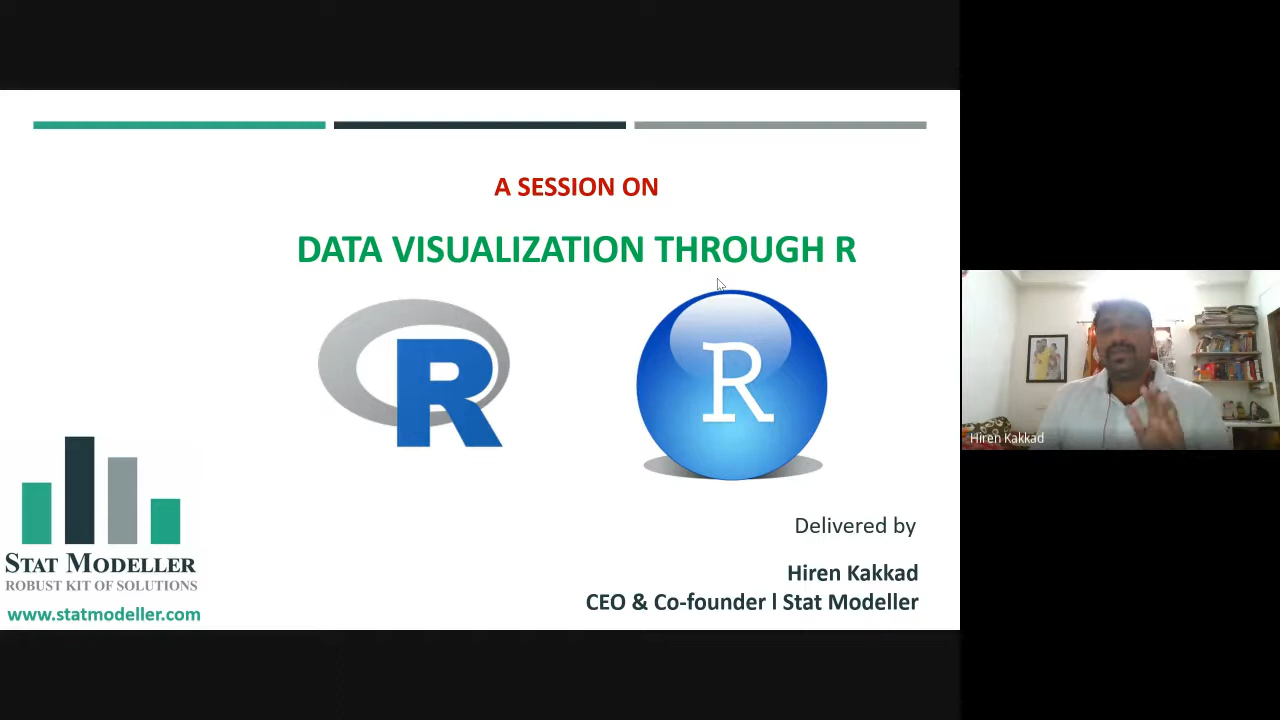 A SESSION ON
DATA VISUALIZATION THROUGH R
R
R
STAT MODELLER
ROBUST KIT OF SOLUTIONS
www.statmodeller.com
Delivered by
Hiren Kakkad
CEO & Co-founder l Stat Modeller
Hiren Kakkad